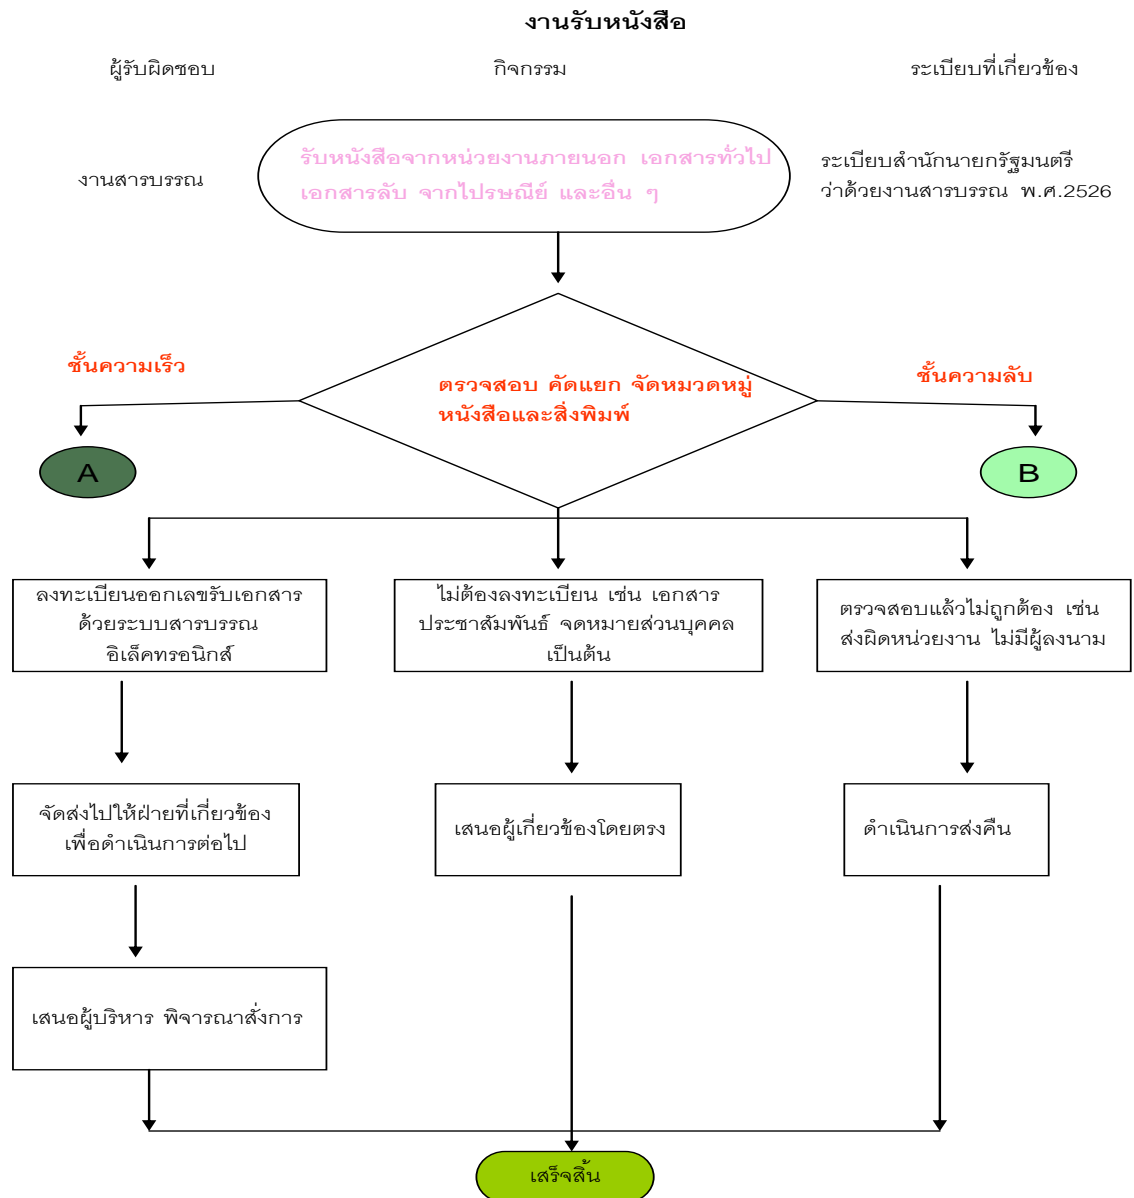 งานรับหนังสือ
ผู้รับผิดชอบ
กิจกรรม
ระเบียบที่เกี่ยวข้อง
งานสารบรรณ
รับหนังสือจากหน่วยงานภายนอก เอกสารทั่วไป
เอกสารลับ จากไปรษณีย์ และอื่น ๆ
ระเบียบสำนักนายกรัฐมนตรี
ว่าด้วยงานสารบรรณ พ.ศ.2526
ชั้นความเร็ว
ตรวจสอบ คัดแยก จัดหมวดหมู่
หนังสือและสิ่งพิมพ์
ชั้นความลับ
A
B
ลงทะเบียนออกเลขรับเอกสาร
ด้วยระบบสารบรรณ
อิเล็คทรอนิกส์
ไม่ต้องลงทะเบียน เช่น เอกสาร
ประชาสัมพันธ์ จดหมายส่วนบุคคล
เป็นต้น
ตรวจสอบแล้วไม่ถูกต้อง เช่น
ส่งผิดหน่วยงาน ไม่มีผู้ลงนาม
จัดส่งไปให้ฝ่ายที่เกี่ยวข้อง
เพื่อดำเนินการต่อไป
เสนอผู้เกี่ยวข้องโดยตรง
ดำเนินการส่งคืน
เสนอผู้บริหาร พิจารณาสั่งการ
เสร็จสิ้น